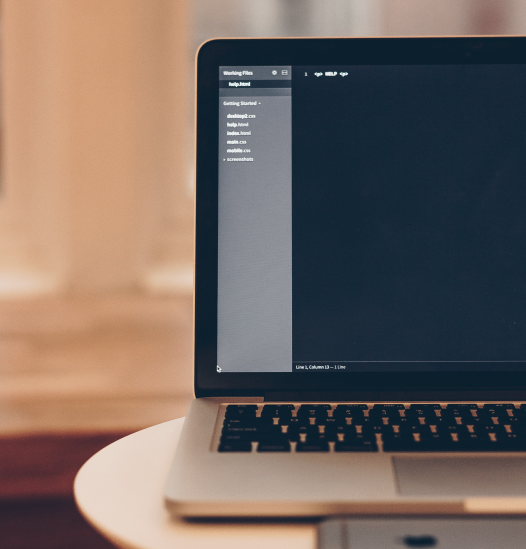 Working Files
help.html
Getting Started
desktop2.css
help.html
index.html
main.css
mobile.css
screenshots
1 <p> HELP <p>
Line 1, Column 13 — 1 Line